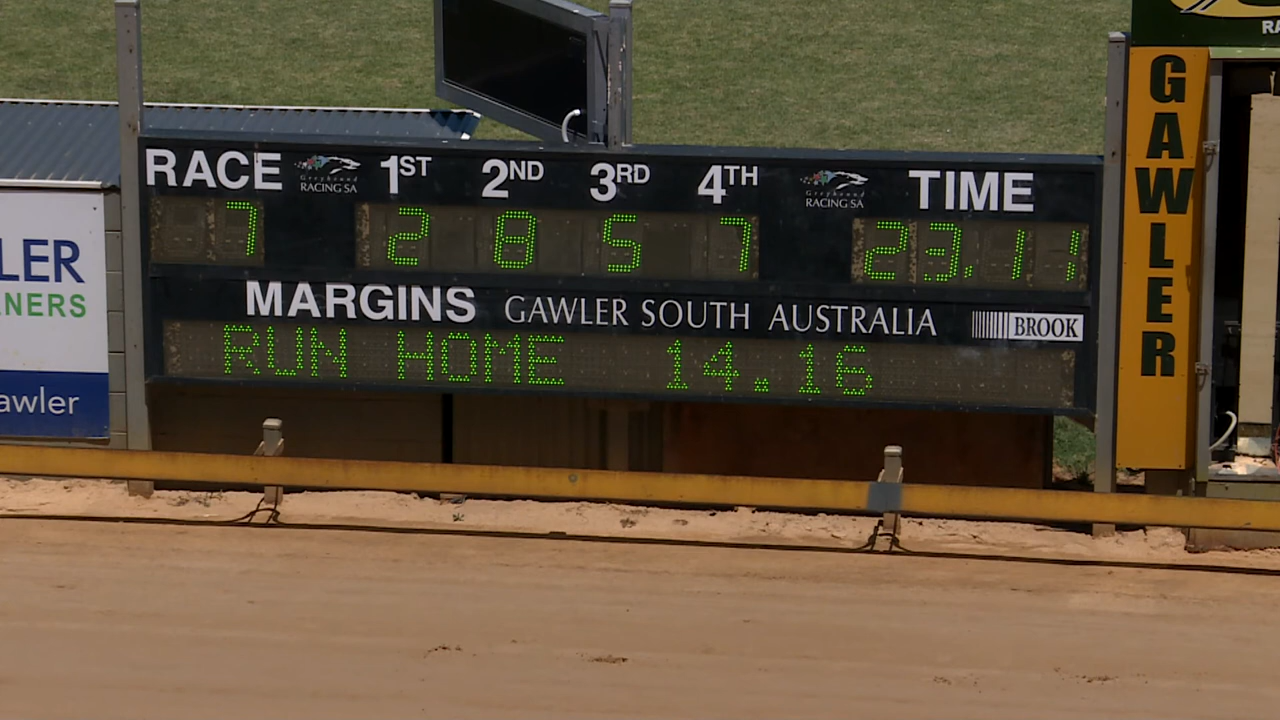 RA
RACE Greyhound RACING SA 1ST 2ND 3RD 4TH Greyhound RACING SA TIME
7 2 8 5 7 23.11
MARGINS GAWLER SOUTH AUSTRALIA BROOK
RUN HOME 14.16
GAWLER
LER
NERS
awler